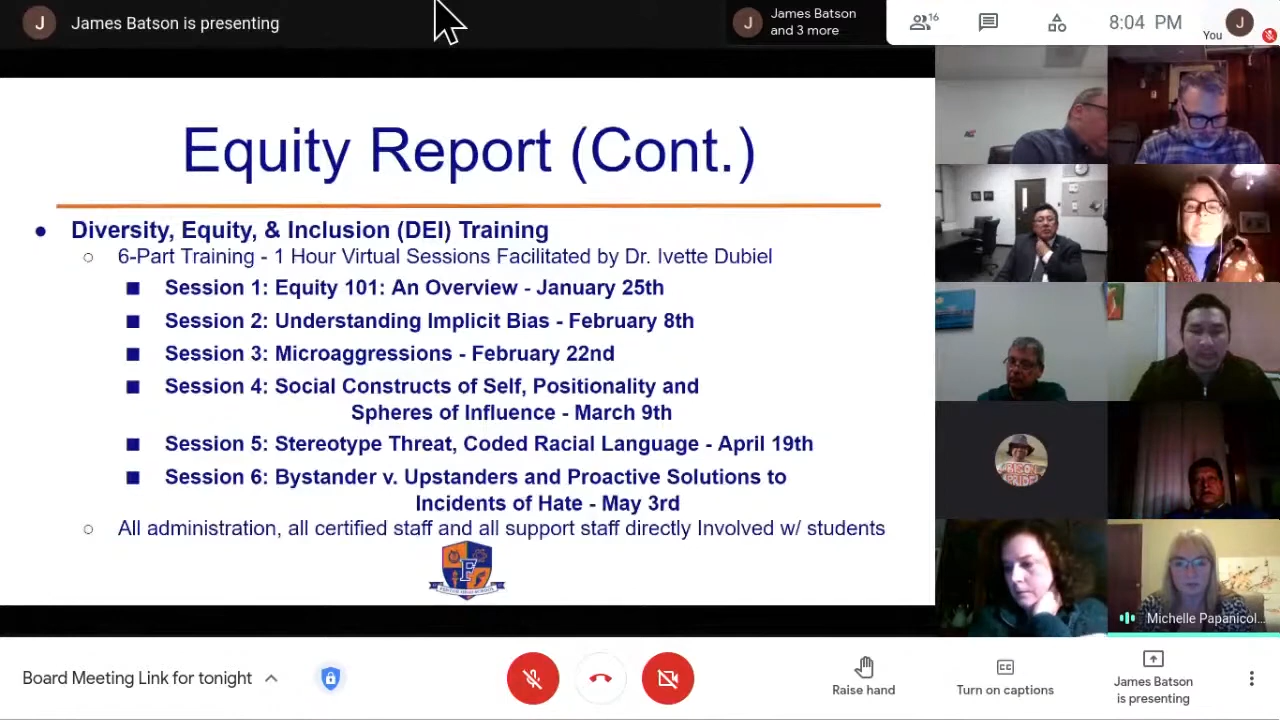 J James Batson is presenting
J James Batson
and 3 more
16
8:04 PM
You
J
Equity Report (Cont.)
● Diversity, Equity, & Inclusion (DEI) Training
○ 6-Part Training - 1 Hour Virtual Sessions Facilitated by Dr. Ivette Dubiel
■ Session 1: Equity 101: An Overview - January 25th
■ Session 2: Understanding Implicit Bias - February 8th
■ Session 3: Microaggressions - February 22nd
■ Session 4: Social Constructs of Self, Positionality and
Spheres of Influence - March 9th
■ Session 5: Stereotype Threat, Coded Racial Language - April 19th
■ Session 6: Bystander v. Upstanders and Proactive Solutions to
Incidents of Hate - May 3rd
○ All administration, all certified staff and all support staff directly Involved w/ students
F
BISON
PRIDE
Michelle Papanicol...
Board Meeting Link for tonight
Raise hand
CC
Turn on captions
James Batson
is presenting